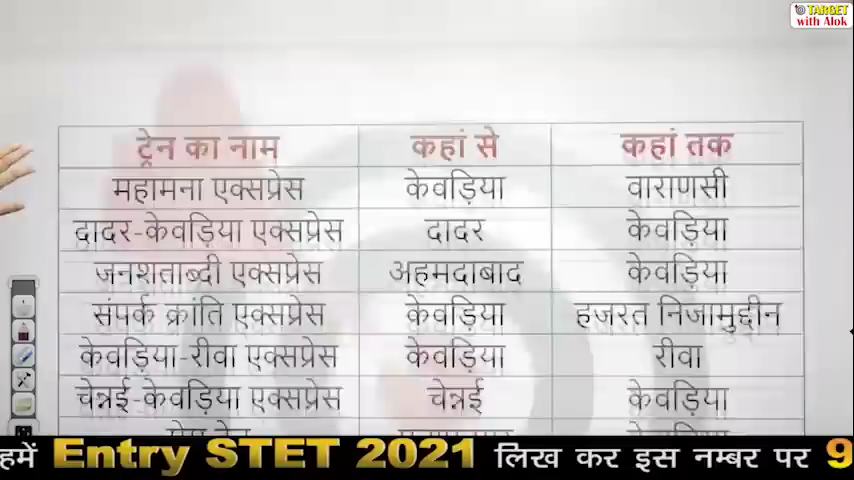 TARGET
with Alok
ट्रेन का नाम कहां से कहां तक
महामना एक्सप्रेस केवड़िया वाराणसी
दादर-केवड़िया एक्सप्रेस दादर केवड़िया
जनशताब्दी एक्सप्रेस अहमदाबाद केवड़िया
संपर्क क्रांति एक्सप्रेस केवड़िया हजरत निजामुद्दीन
केवड़िया-रीवा एक्सप्रेस केवड़िया रीवा
चेन्नई-केवड़िया एक्सप्रेस चेन्नई केवड़िया
हमें Entry STET 2021 लिख कर इस नम्बर पर 9